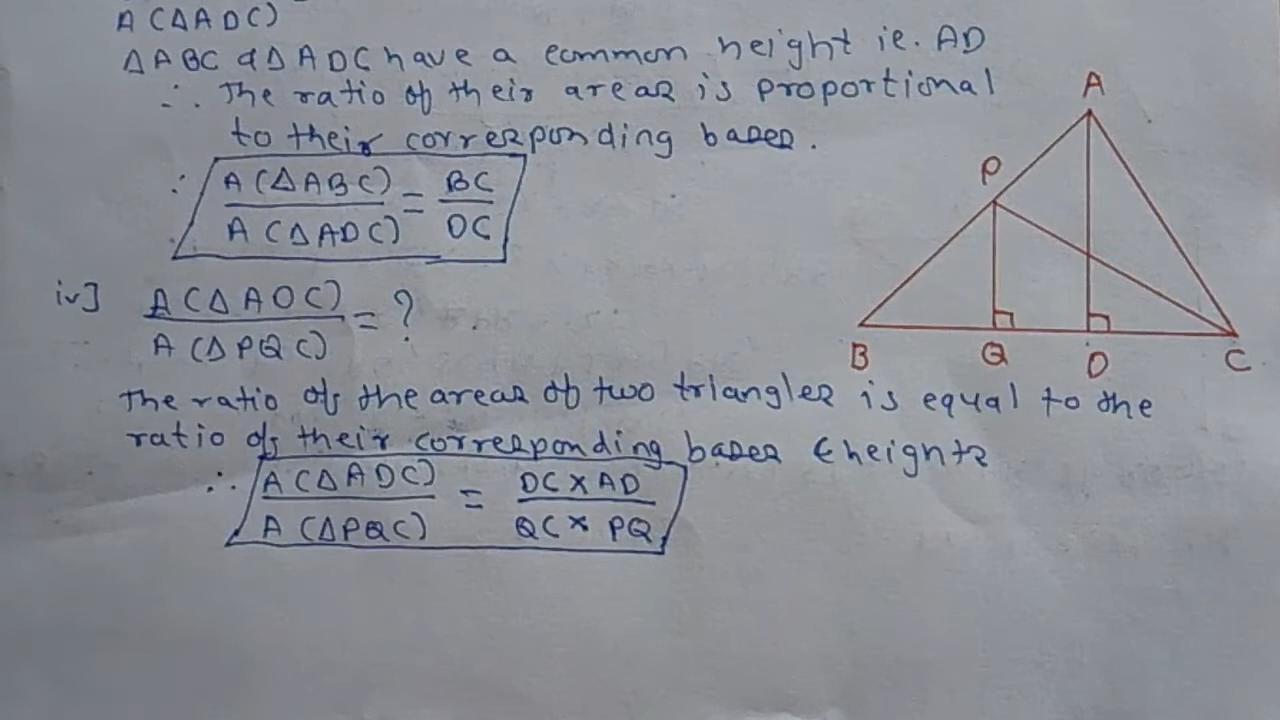 A (ΔADC)
ΔABC & ΔADC have a common height ie. AD
∴ The ratio of their areas is proportional
to their corresponding bases.
∴ A(ΔABC) / A(ΔADC) = BC / DC
iv] A(ΔADC) / A(ΔPQC) = ?
The ratio of the areas of two triangles is equal to the
ratio of their corresponding bases & heights
∴ A(ΔADC) / A(ΔPQC) = DC × AD / QC × PQ
A
P
B Q D C